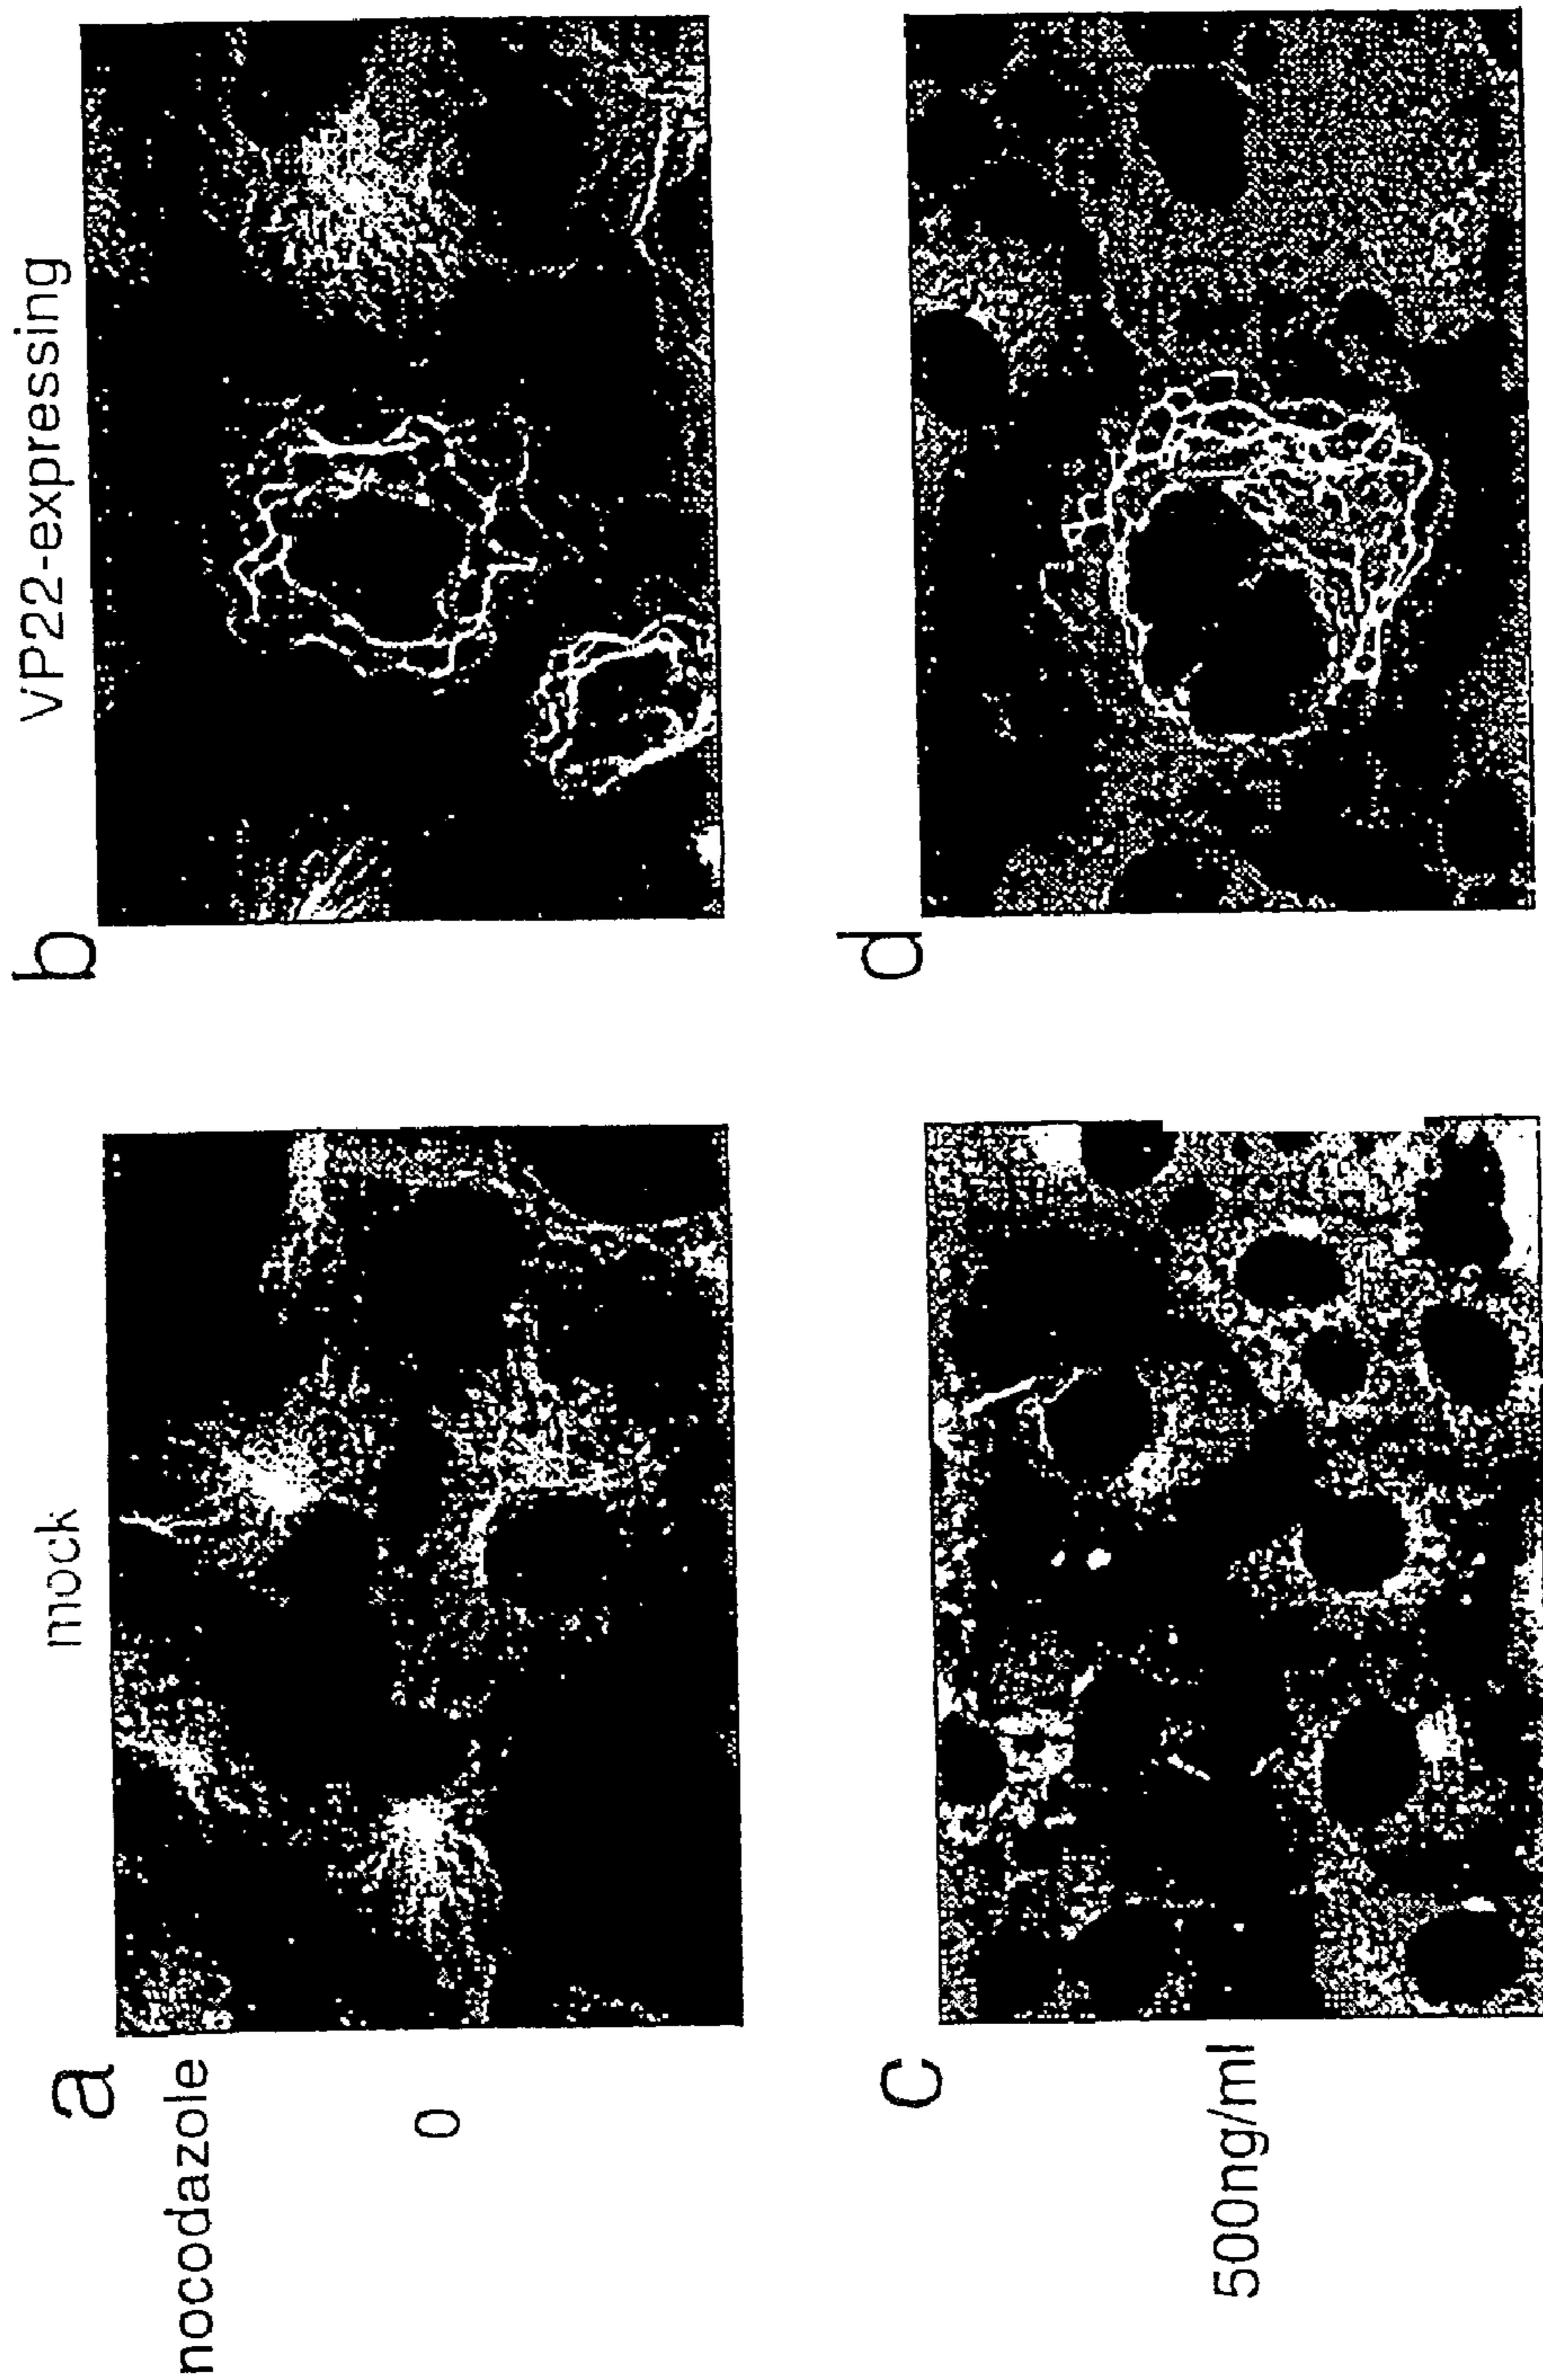 mock
VP22-expressing
a
b
nocodazole
0
c
d
500ng/ml